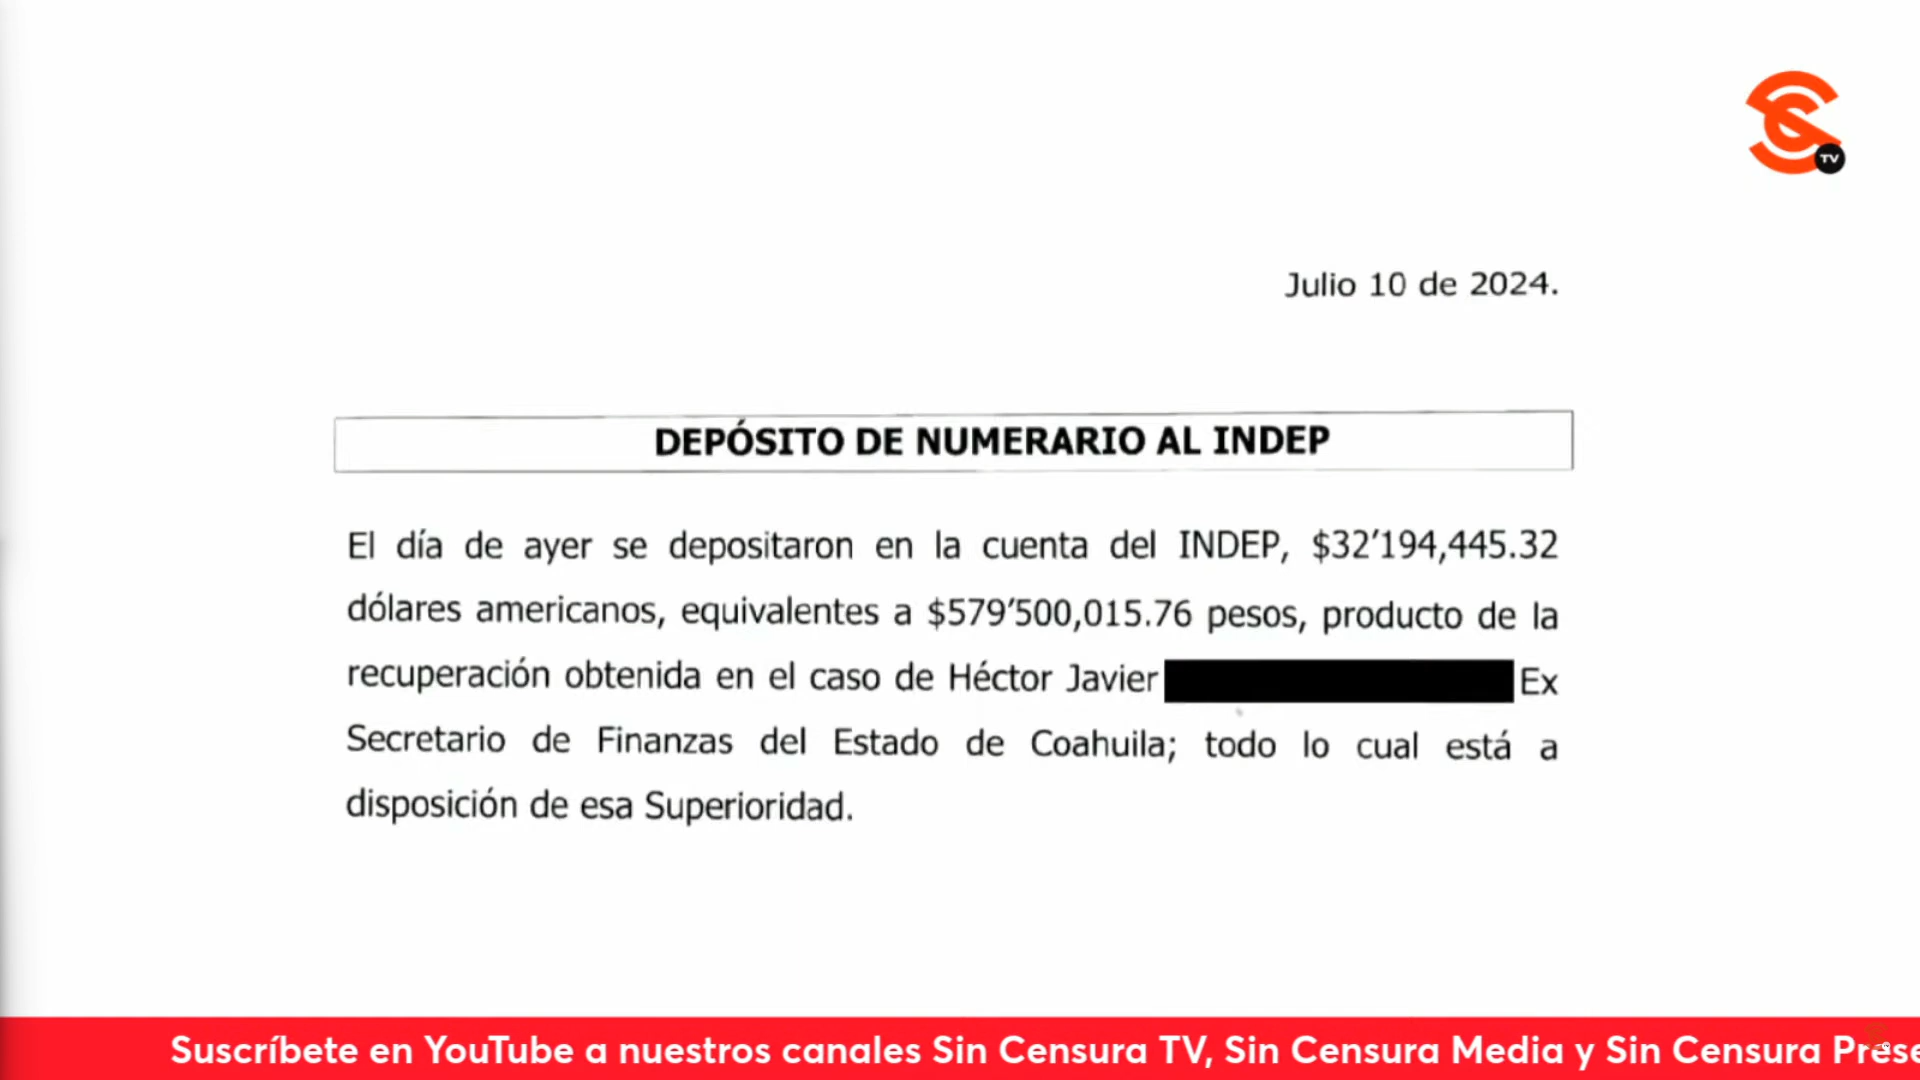 TV
Julio 10 de 2024.
DEPÓSITO DE NUMERARIO AL INDEP
El día de ayer se depositaron en la cuenta del INDEP, $32’194,445.32
dólares americanos, equivalentes a $579’500,015.76 pesos, producto de la
recuperación obtenida en el caso de Héctor Javier Ex
Secretario de Finanzas del Estado de Coahuila; todo lo cual está a
disposición de esa Superioridad.
Suscríbete en YouTube a nuestros canales Sin Censura TV, Sin Censura Media y Sin Censura Prese